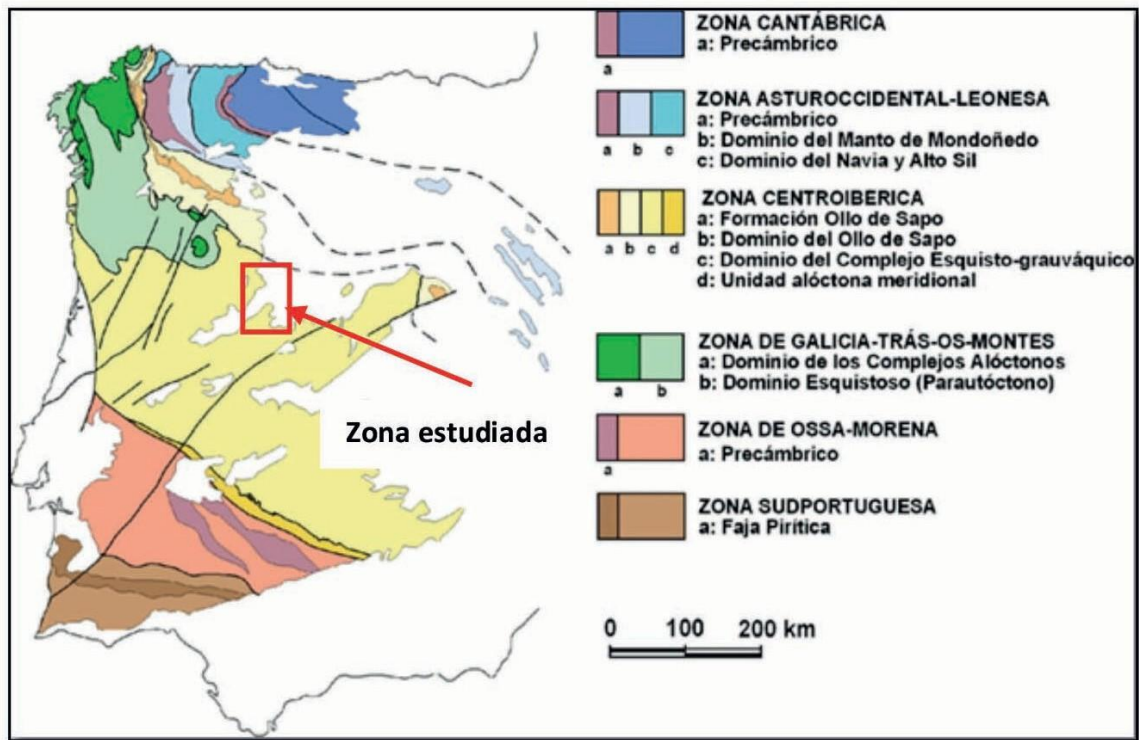 ZONA CANTÁBRICA
a: Precámbrico
a
ZONA ASTUROCCIDENTAL-LEONESA
a: Precámbrico
b: Dominio del Manto de Mondoñedo
c: Dominio del Navia y Alto Sil
a b c
ZONA CENTROIBERICA
a: Formación Ollo de Sapo
b: Dominio del Ollo de Sapo
c: Dominio del Complejo Esquisto-grauváquico
d: Unidad alóctona meridional
a b c d
ZONA DE GALICIA-TRÁS-OS-MONTES
a: Dominio de los Complejos Alóctonos
b: Dominio Esquistoso (Parautóctono)
a b
ZONA DE OSSA-MORENA
a: Precámbrico
a
ZONA SUDPORTUGUESA
a: Faja Pirítica
Zona estudiada
0 100 200 km